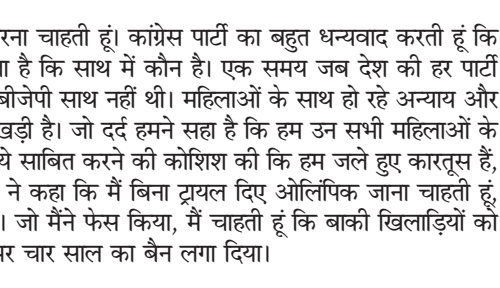 रना चाहती हूं। कांग्रेस पार्टी का बहुत धन्यवाद करती हूं कि
है कि साथ में कौन है। एक समय जब देश की हर पार्टी
बीजेपी साथ नहीं थी। महिलाओं के साथ हो रहे अन्याय और
खड़ी है। जो दर्द हमने सहा है कि हम उन सभी महिलाओं के
ये साबित करने की कोशिश की कि हम जले हुए कारतूस हैं,
ने कहा कि मैं बिना ट्रायल दिए ओलिंपिक जाना चाहती हूं,
। जो मैंने फेस किया, मैं चाहती हूं कि बाकी खिलाड़ियों को
चार साल का बैन लगा दिया।